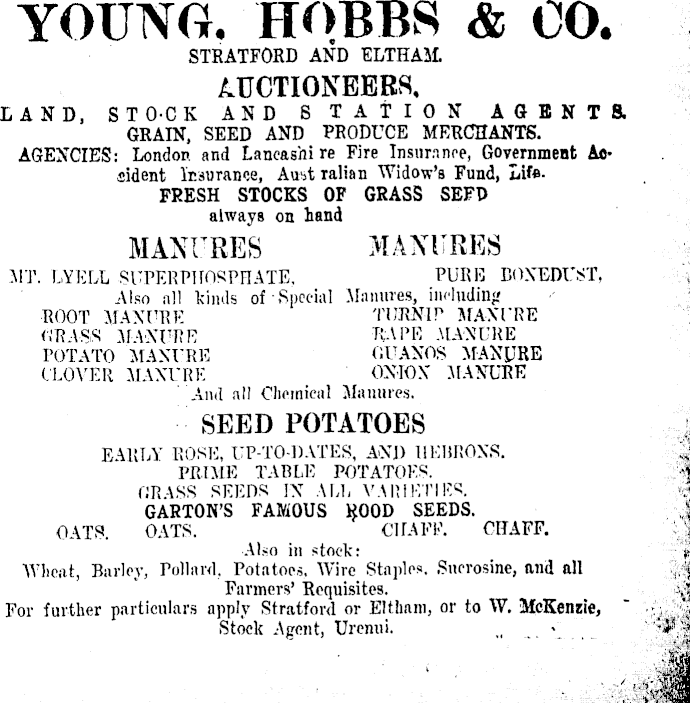 YOUNG, HOBBS & CO.
STRATFORD AND ELTHAM.
AUCTIONEERS,
LAND, STOCK AND STATION AGENTS.
GRAIN, SEED AND PRODUCE MERCHANTS.
AGENCIES: London and Lancashire Fire Insurance, Government Ac-
cident Insurance, Australian Widow's Fund, Life.
FRESH STOCKS OF GRASS SEED
always on hand
MANURES MANURES
MT. LYELL SUPERPHOSPHATE, PURE BONEDUST,
Also all kinds of Special Manures, including
ROOT MANURE TURNIP MANURE
GRASS MANURE RAPE MANURE
POTATO MANURE GUANOS MANURE
CLOVER MANURE ONION MANURE
And all Chemical Manures.
SEED POTATOES
EARLY ROSE, UP-TO-DATES, AND HEBRONS.
PRIME TABLE POTATOES.
GRASS SEEDS IN ALL VARIETIES.
GARTON'S FAMOUS ROOD SEEDS.
OATS. OATS. CHAFF. CHAFF.
Also in stock:
Wheat, Barley, Pollard, Potatoes, Wire Staples, Sucrosine, and all
Farmers' Requisites.
For further particulars apply Stratford or Eltham, or to W. McKenzie,
Stock Agent, Urenui.